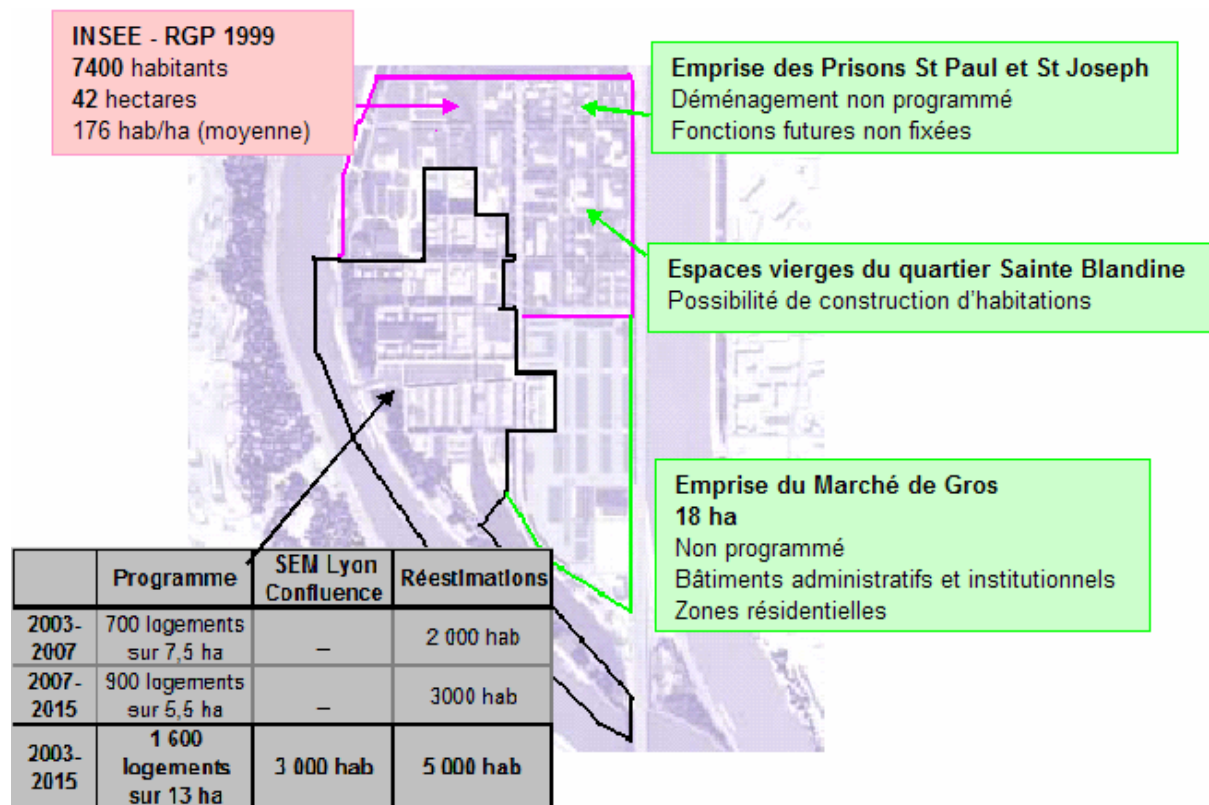 INSEE - RGP 1999
7400 habitants
42 hectares
176 hab/ha (moyenne)
Emprise des Prisons St Paul et St Joseph
Déménagement non programmé
Fonctions futures non fixées
Espaces vierges du quartier Sainte Blandine
Possibilité de construction d'habitations
Emprise du Marché de Gros
18 ha
Non programmé
Bâtiments administratifs et institutionnels
Zones résidentielles
Programme SEM Lyon Confluence Réestimations
2003-2007 700 logements sur 7,5 ha – 2 000 hab
2007-2015 900 logements sur 5,5 ha – 3000 hab
2003-2015 1 600 logements sur 13 ha 3 000 hab 5 000 hab